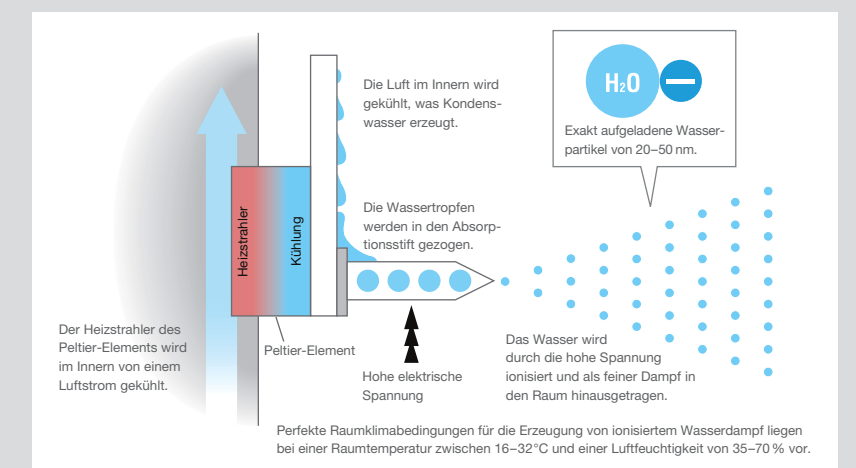 H₂O
Exakt aufgeladene Wasser-
partikel von 20–50 nm.
Die Luft im Innern wird
gekühlt, was Kondens-
wasser erzeugt.
Die Wassertropfen
werden in den Absorp-
tionsstift gezogen.
Heizstrahler
Kühlung
Der Heizstrahler des
Peltier-Elements wird
im Innern von einem
Luftstrom gekühlt.
Peltier-Element
Hohe elektrische
Spannung
Das Wasser wird
durch die hohe Spannung
ionisiert und als feiner Dampf in
den Raum hinausgetragen.
Perfekte Raumklimabedingungen für die Erzeugung von ionisiertem Wasserdampf liegen
bei einer Raumtemperatur zwischen 16–32°C und einer Luftfeuchtigkeit von 35–70 % vor.